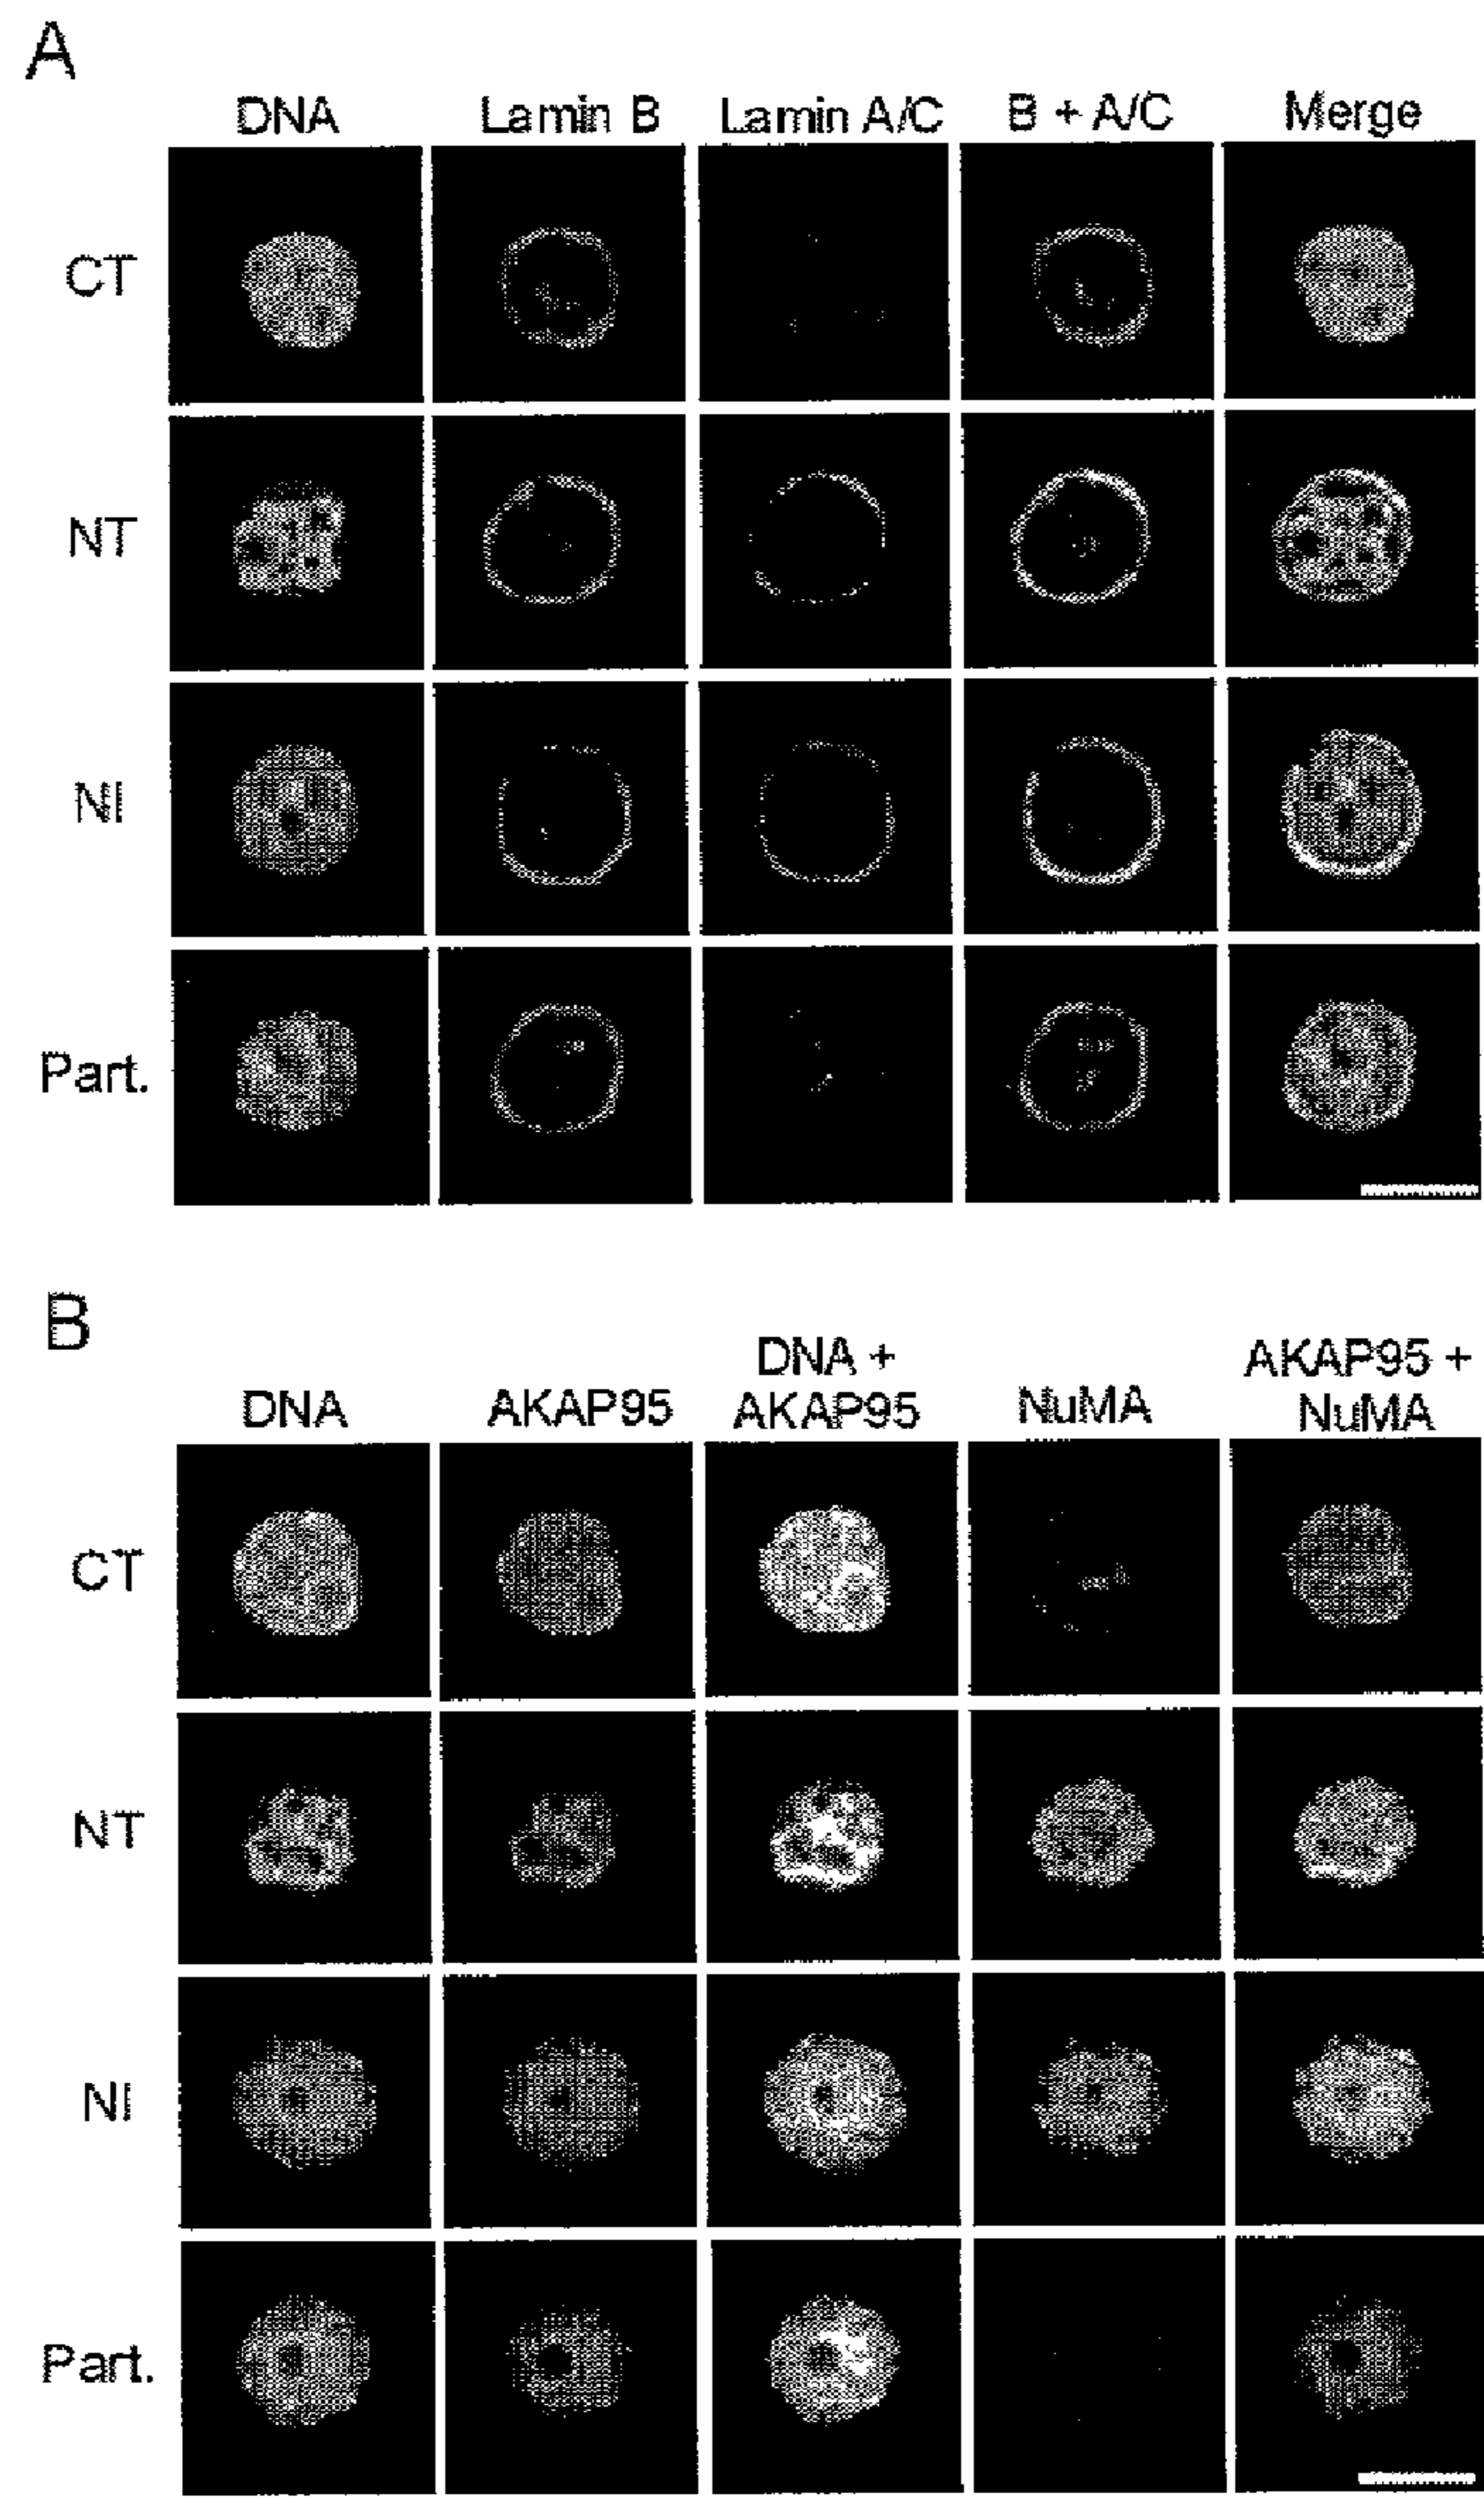 A
DNA Lamin B Lamin A/C B + A/C Merge
CT
NT
NI
Part.
B
DNA AKAP95 DNA + AKAP95 NuMA AKAP95 + NuMA
CT
NT
NI
Part.